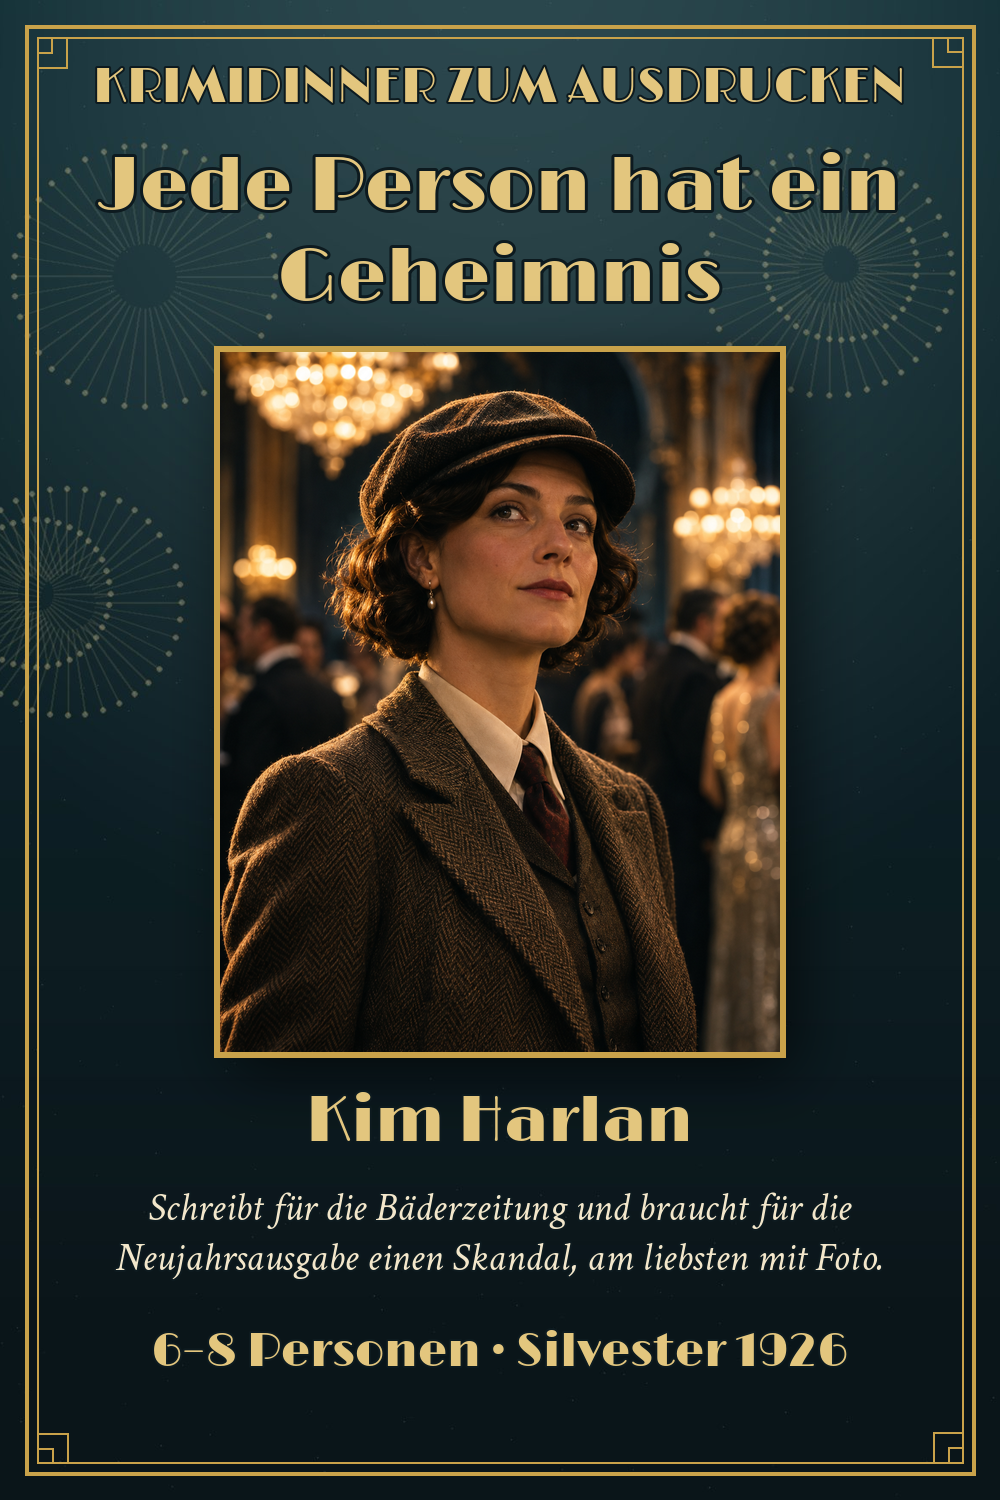 KRIMIDINNER ZUM AUSDRUCKEN
Jede Person hat ein
Geheimnis
Kim Harlan
Schreibt für die Bäderzeitung und braucht für die
Neujahrsausgabe einen Skandal, am liebsten mit Foto.
6–8 Personen • Silvester 1926